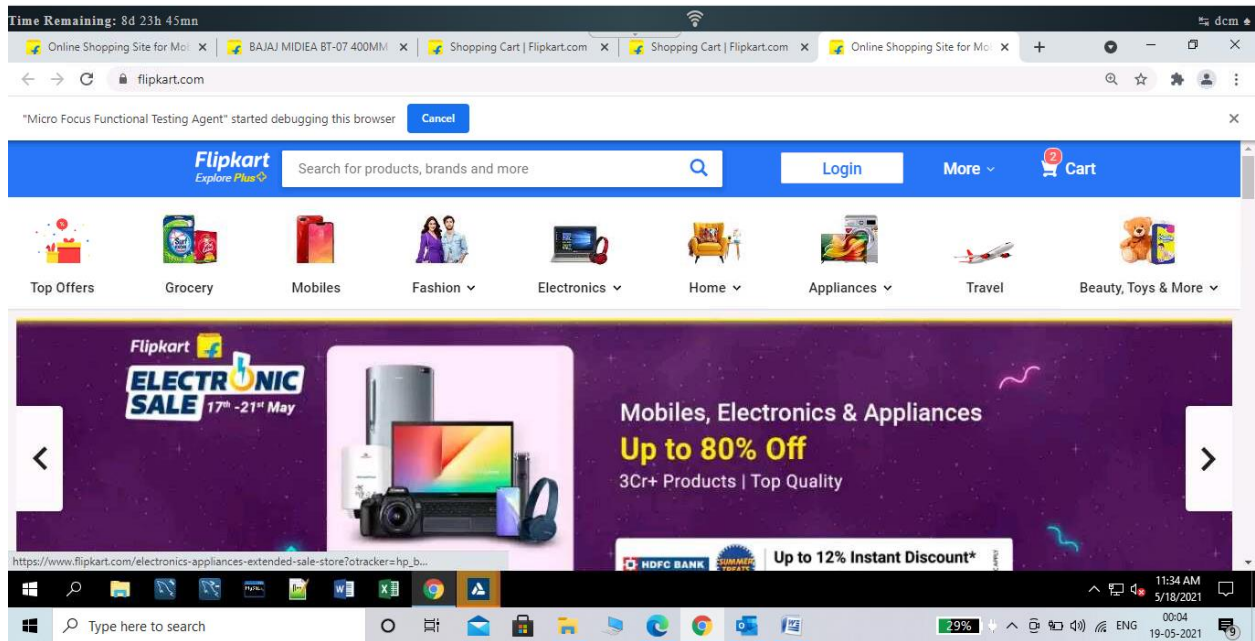 Time Remaining: 8d 23h 45mn
dcm
Online Shopping Site for Mob
BAJAJ MIDIEA BT-07 400MM
Shopping Cart | Flipkart.com
Shopping Cart | Flipkart.com
Online Shopping Site for Mo
flipkart.com
"Micro Focus Functional Testing Agent" started debugging this browser
Cancel
Flipkart
Explore Plus
Search for products, brands and more
Login
More
2
Cart
Top Offers
Grocery
Mobiles
Fashion
Electronics
Home
Appliances
Travel
Beauty, Toys & More
Flipkart
ELECTRONIC
SALE 17th -21st May
Mobiles, Electronics & Appliances
Up to 80% Off
3Cr+ Products | Top Quality
HDFC BANK
SUMMER TREATS
Up to 12% Instant Discount*
https://www.flipkart.com/electronics-appliances-extended-sale-store?otracker=hp_b...
11:34 AM
5/18/2021
Type here to search
29%
ENG
00:04
19-05-2021